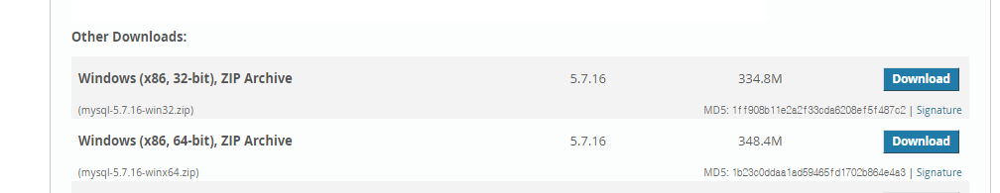 Other Downloads:
Windows (x86, 32-bit), ZIP Archive 5.7.16 334.8M Download
(mysql-5.7.16-win32.zip) MD5: 1ff908b11e2a2f33cda6208ef5f487c2 | Signature
Windows (x86, 64-bit), ZIP Archive 5.7.16 348.4M Download
(mysql-5.7.16-winx64.zip) MD5: 1b23c0ddaa1ad59465fd1702b864e4a3 | Signature